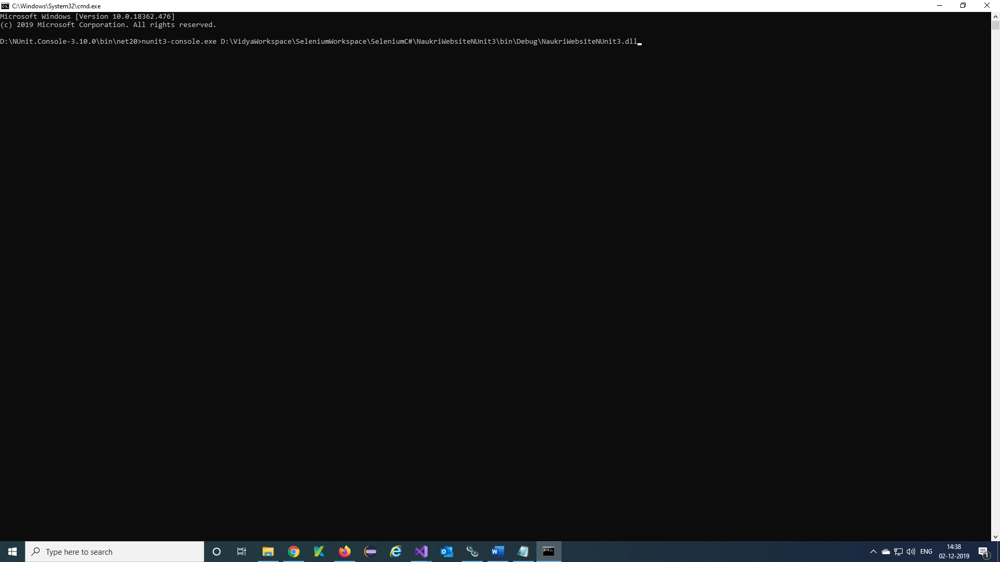 C:\Windows\System32\cmd.exe
Microsoft Windows [Version 10.0.18362.476]
(c) 2019 Microsoft Corporation. All rights reserved.
D:\NUnit.Console-3.10.0\bin\net20>nunit3-console.exe D:\VidyaWorkspace\SeleniumWorkspace\SeleniumC#\NaukriWebsiteNUnit3\bin\Debug\NaukriWebsiteNUnit3.dll
Type here to search
ENG
14:38
02-12-2019
1